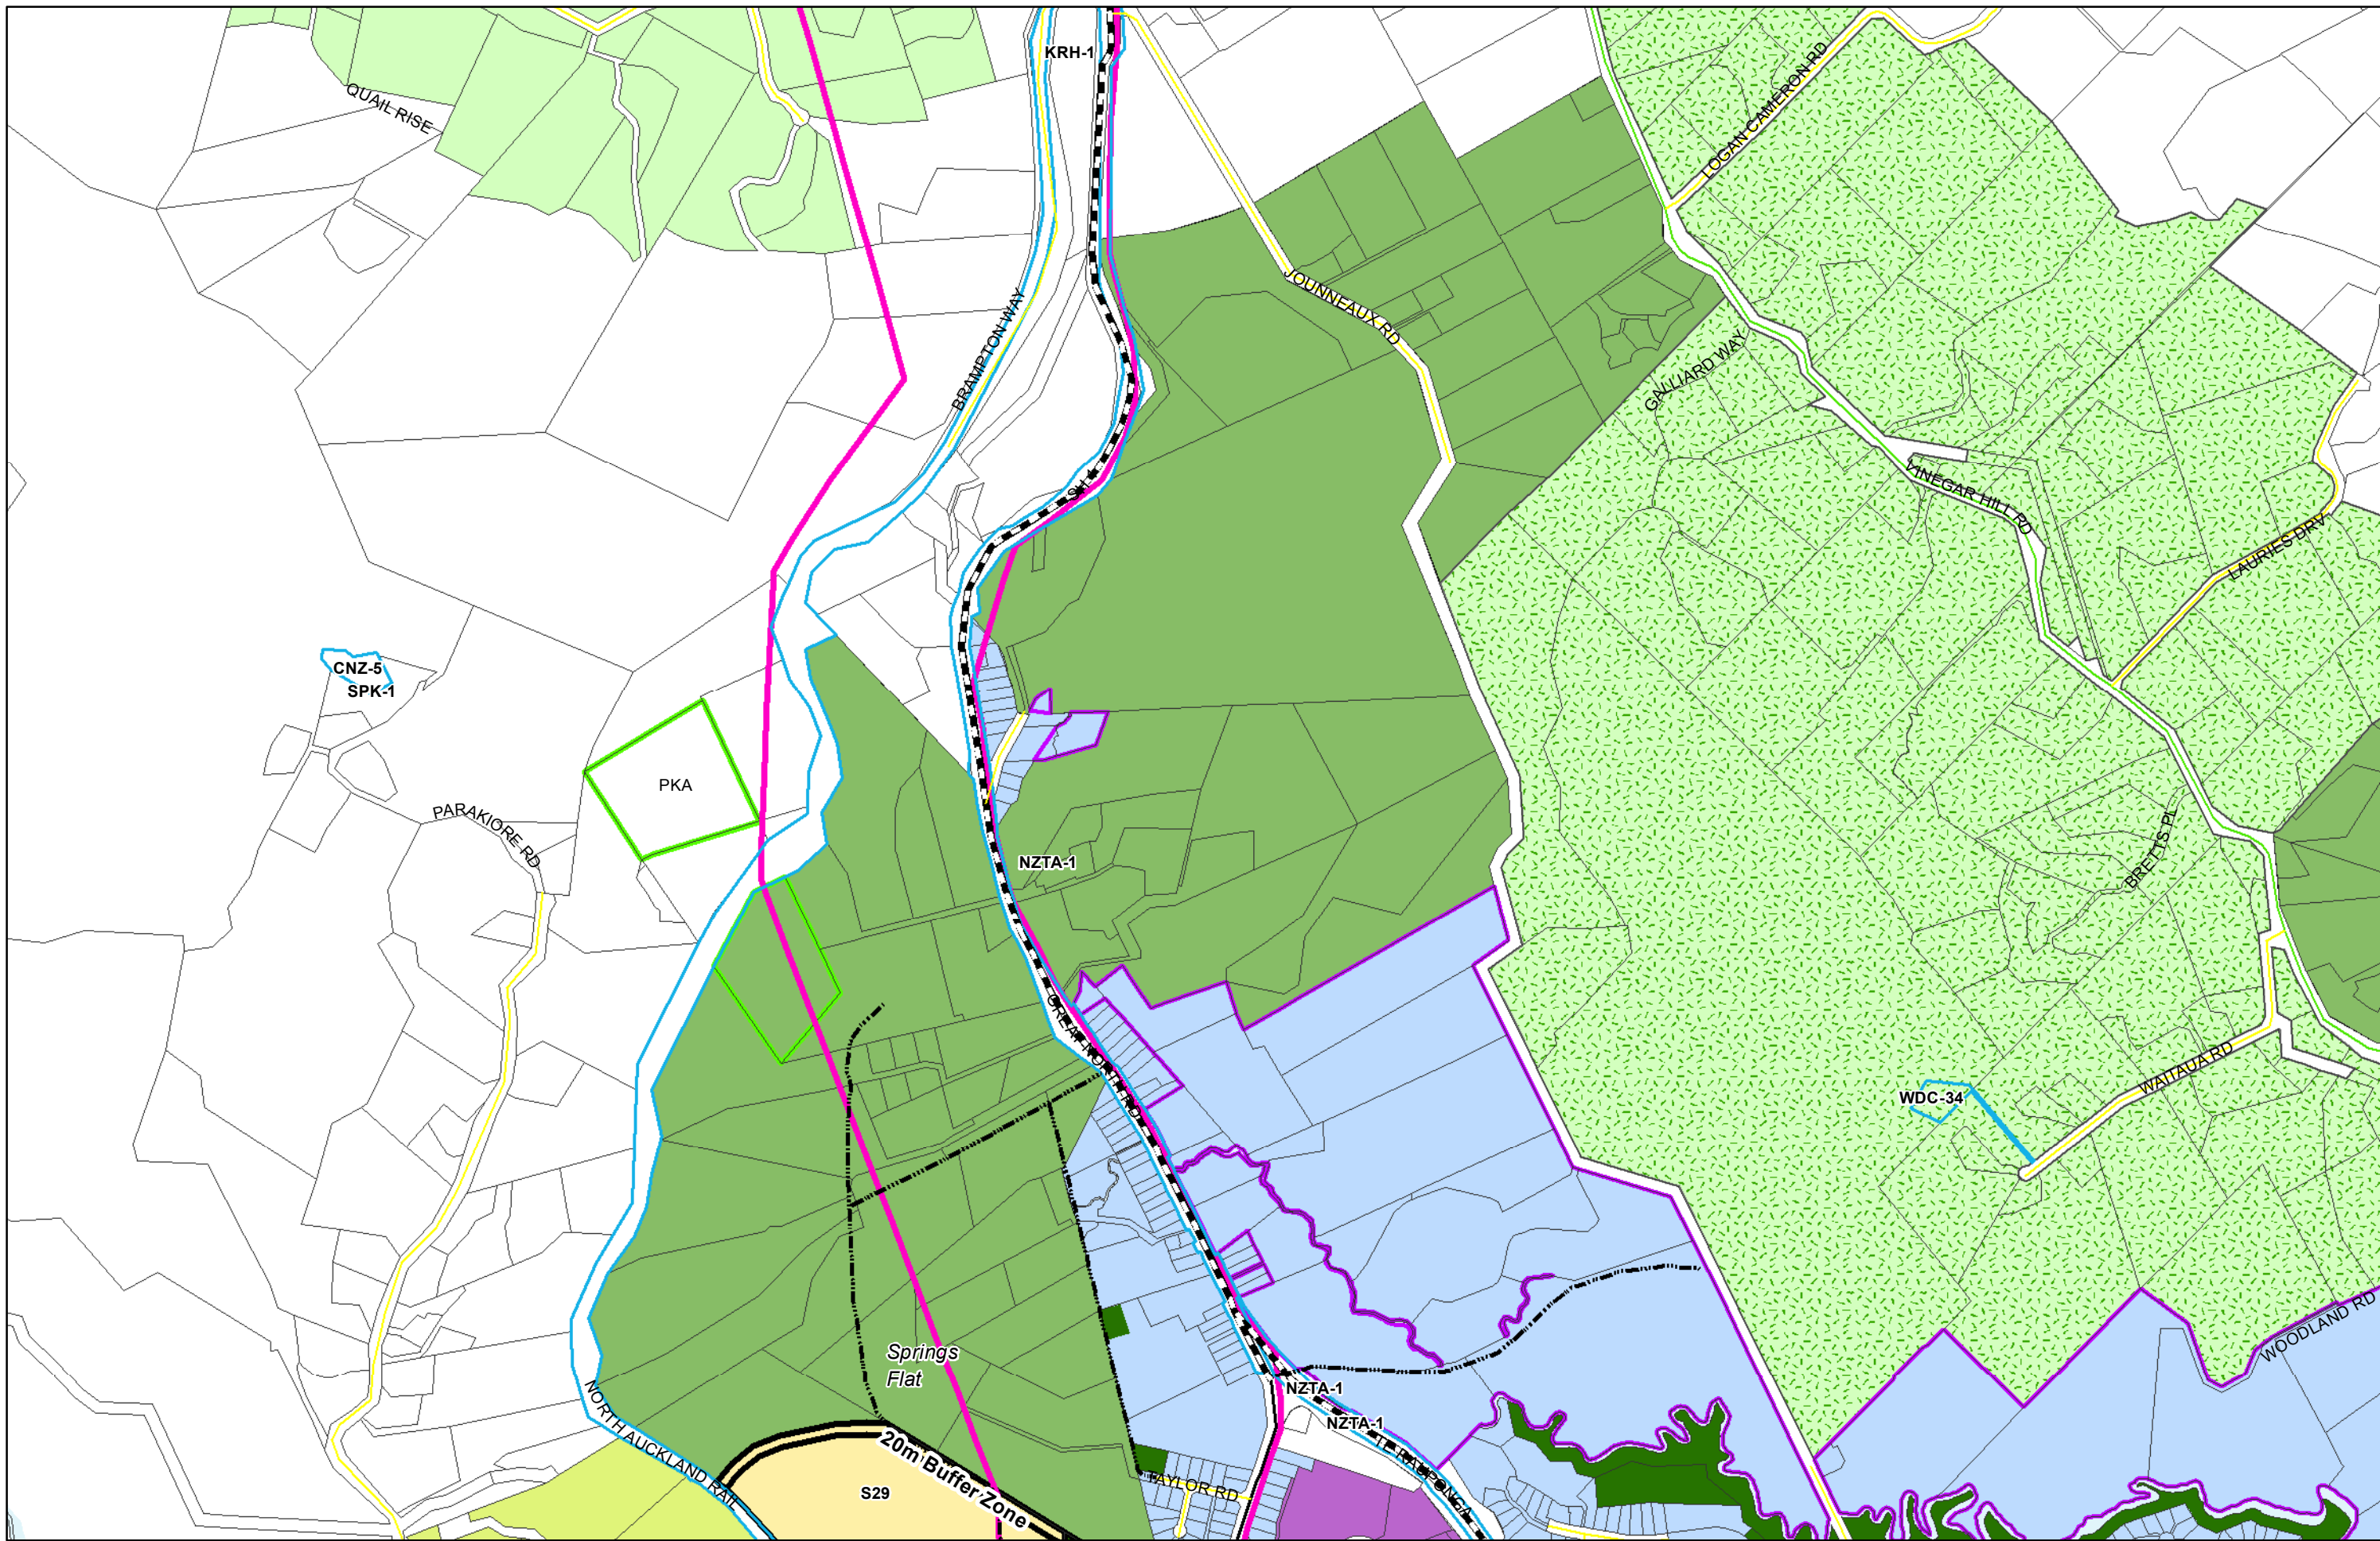 KRH-1
QUAIL RISE
LOGAN CAMERON RD
JOUNNEAUX RD
BRAMPTON WAY
GALLIARD WAY
SH 1
VINEGAR HILL RD
LAURIES DRV
CNZ-5
SPK-1
PKA
PARAKIORE RD
NZTA-1
BRETTS PL
GREAT NORTH RD
WAITAUA RD
WDC-34
Springs
Flat
WOODLAND RD
NZTA-1
NZTA-1
NORTH AUCKLAND RAIL
20m Buffer Zone
S29
TAYLOR RD